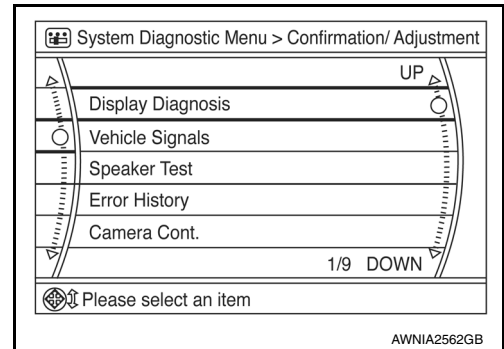 System Diagnostic Menu > Confirmation/ Adjustment
UP
Display Diagnosis
Vehicle Signals
Speaker Test
Error History
Camera Cont.
1/9 DOWN
Please select an item
AWNIA2562GB